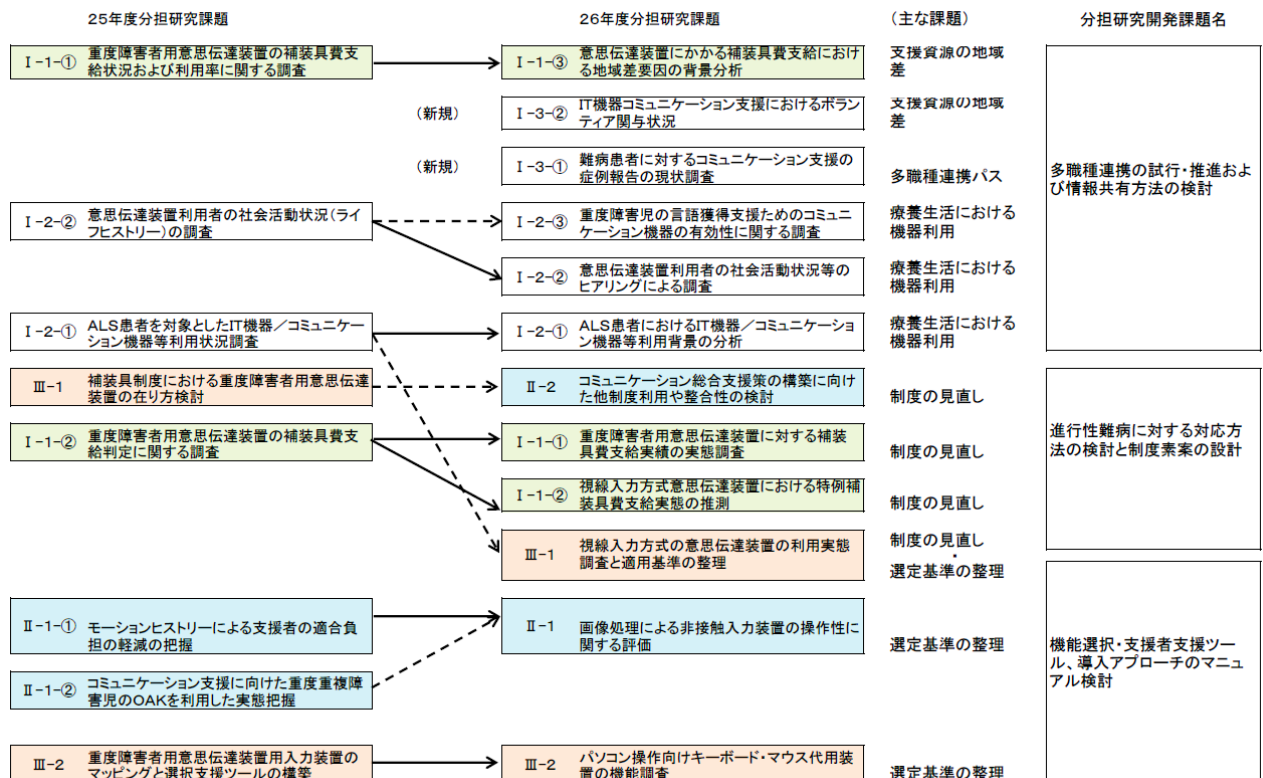 25年度分担研究課題
26年度分担研究課題
(主な課題)
分担研究開発課題名
Ⅰ-1-①
重度障害者用意思伝達装置の補装具費支
給状況および利用率に関する調査
Ⅰ-1-③
意思伝達装置にかかる補装具費支給におけ
る地域差要因の背景分析
支援資源の地域
差
(新規)
Ⅰ-3-②
IT機器コミュニケーション支援におけるボラン
ティア関与状況
支援資源の地域
差
(新規)
Ⅰ-3-①
難病患者に対するコミュニケーション支援の
症例報告の現状調査
多職種連携パス
多職種連携の試行・推進およ
び情報共有方法の検討
Ⅰ-2-②
意思伝達装置利用者の社会活動状況(ライ
フヒストリー)の調査
Ⅰ-2-③
重度障害児の言語獲得支援ためのコミュニ
ケーション機器の有効性に関する調査
療養生活における
機器利用
Ⅰ-2-②
意思伝達装置利用者の社会活動状況等の
ヒアリングによる調査
療養生活における
機器利用
Ⅰ-2-①
ALS患者を対象としたIT機器/コミュニケー
ション機器等利用状況調査
Ⅰ-2-①
ALS患者におけるIT機器/コミュニケーショ
ン機器等利用背景の分析
療養生活における
機器利用
Ⅲ-1
補装具制度における重度障害者用意思伝達
装置の在り方検討
Ⅱ-2
コミュニケーション総合支援策の構築に向け
た他制度利用や整合性の検討
制度の見直し
Ⅰ-1-②
重度障害者用意思伝達装置の補装具費支
給判定に関する調査
Ⅰ-1-①
重度障害者用意思伝達装置に対する補装
具費支給実績の実態調査
制度の見直し
進行性難病に対する対応方
法の検討と制度素案の設計
Ⅰ-1-②
視線入力方式意思伝達装置における特例補
装具費支給実態の推測
制度の見直し
Ⅲ-1
視線入力方式の意思伝達装置の利用実態
調査と適用基準の整理
制度の見直し
・
選定基準の整理
Ⅱ-1-①
モーションヒストリーによる支援者の適合負
担の軽減の把握
Ⅱ-1
画像処理による非接触入力装置の操作性に
関する評価
選定基準の整理
機能選択・支援者支援ツー
ル、導入アプローチのマニュ
アル検討
Ⅱ-1-②
コミュニケーション支援に向けた重度重複障
害児のOAKを利用した実態把握
Ⅲ-2
重度障害者用意思伝達装置用入力装置の
マッピングと選択支援ツールの構築
Ⅲ-2
パソコン操作向けキーボード・マウス代用装
置の機能調査
選定基準の整理